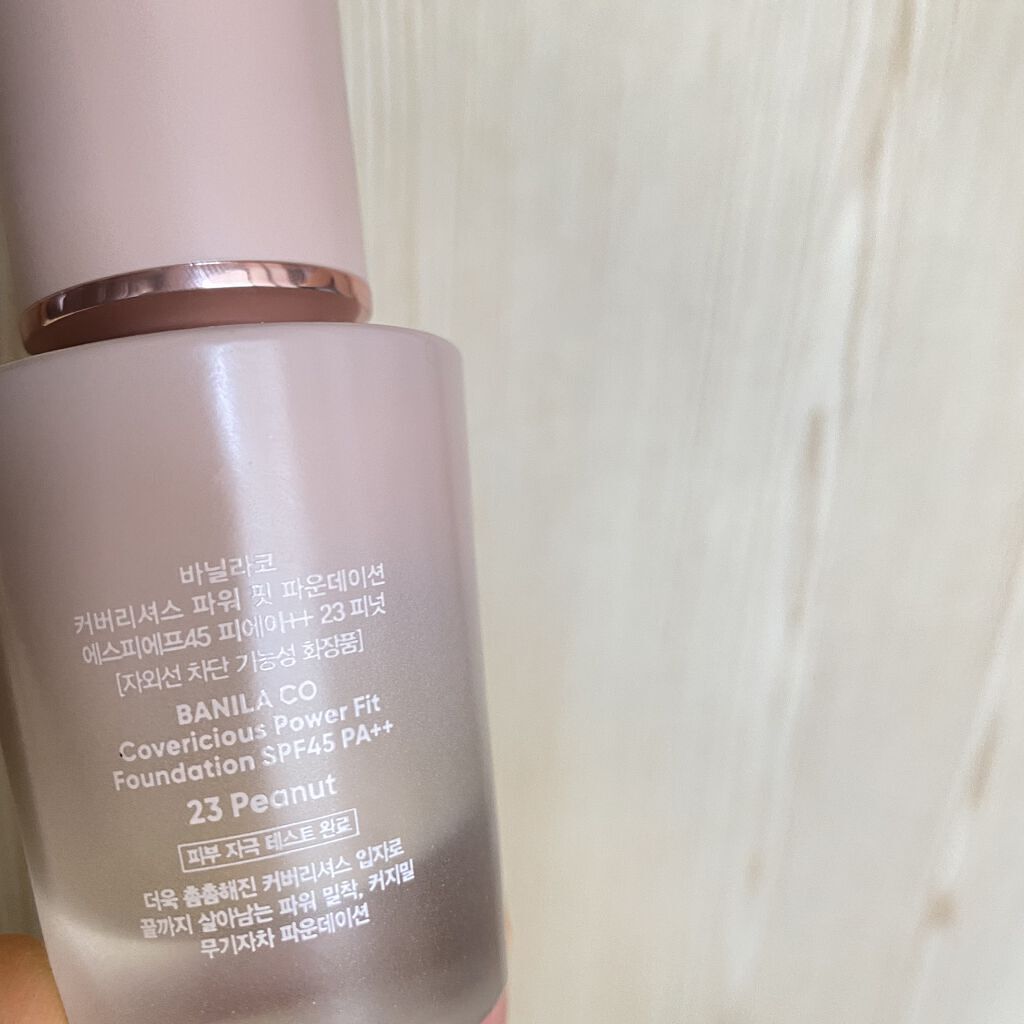 바닐라코
커버리셔스 파워 핏 파운데이션
에스피에프45 피에이++ 23 피넛
[자외선 차단 기능성 화장품]
BANILA CO
Covericious Power Fit
Foundation SPF45 PA++
23 Peanut
피부 자극 테스트 완료
더욱 촘촘해진 커버리셔스 입자로
끝까지 살아남는 파워 밀착, 커지밀
무기자차 파운데이션